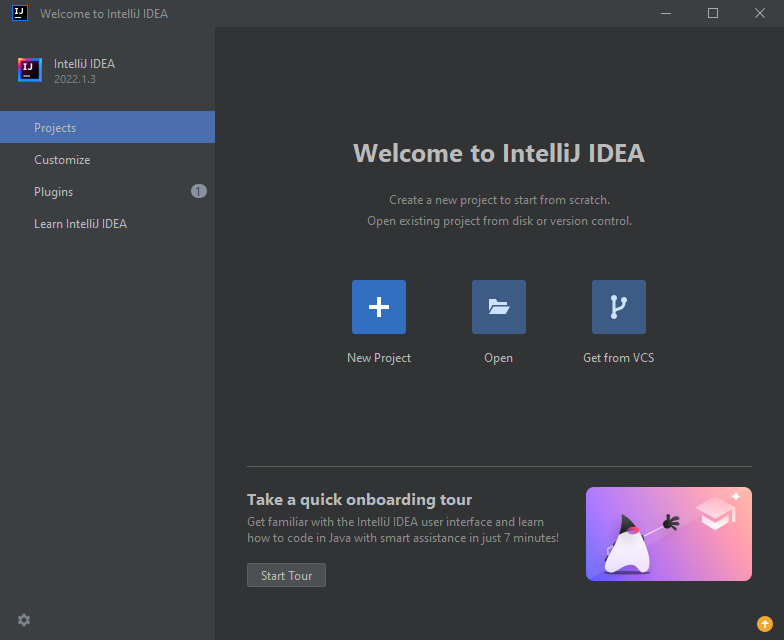 Welcome to IntelliJ IDEA
IntelliJ IDEA
2022.1.3
Projects
Customize
Plugins 1
Learn IntelliJ IDEA
Welcome to IntelliJ IDEA
Create a new project to start from scratch.
Open existing project from disk or version control.
New Project Open Get from VCS
Take a quick onboarding tour
Get familiar with the IntelliJ IDEA user interface and learn
how to code in Java with smart assistance in just 7 minutes!
Start Tour